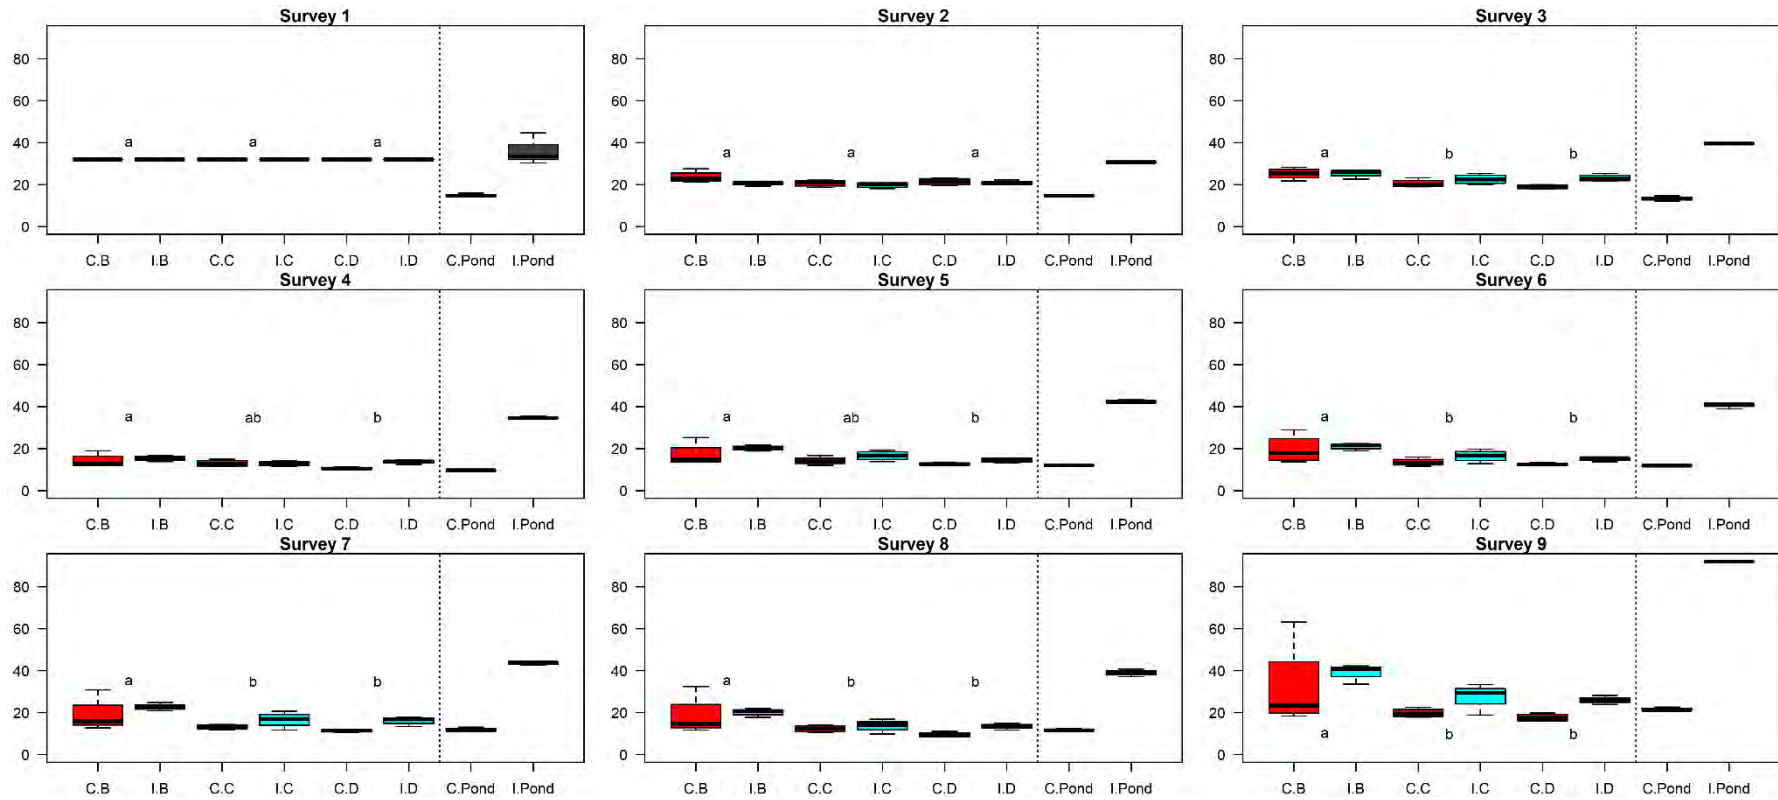 Survey 1 Survey 2 Survey 3
80 80 80
60 60 60
40 a a a 40 a a a 40 a b b
20 20 20
0 0 0
C.B I.B C.C I.C C.D I.D C.Pond I.Pond C.B I.B C.C I.C C.D I.D C.Pond I.Pond C.B I.B C.C I.C C.D I.D C.Pond I.Pond
Survey 4 Survey 5 Survey 6
80 80 80
60 60 60
40 a ab b 40 a ab b 40 a b b
20 20 20
0 0 0
C.B I.B C.C I.C C.D I.D C.Pond I.Pond C.B I.B C.C I.C C.D I.D C.Pond I.Pond C.B I.B C.C I.C C.D I.D C.Pond I.Pond
Survey 7 Survey 8 Survey 9
80 80 80
60 60 60
40 a b b 40 a b b 40
20 20 20
0 0 0 a b b
C.B I.B C.C I.C C.D I.D C.Pond I.Pond C.B I.B C.C I.C C.D I.D C.Pond I.Pond C.B I.B C.C I.C C.D I.D C.Pond I.Pond